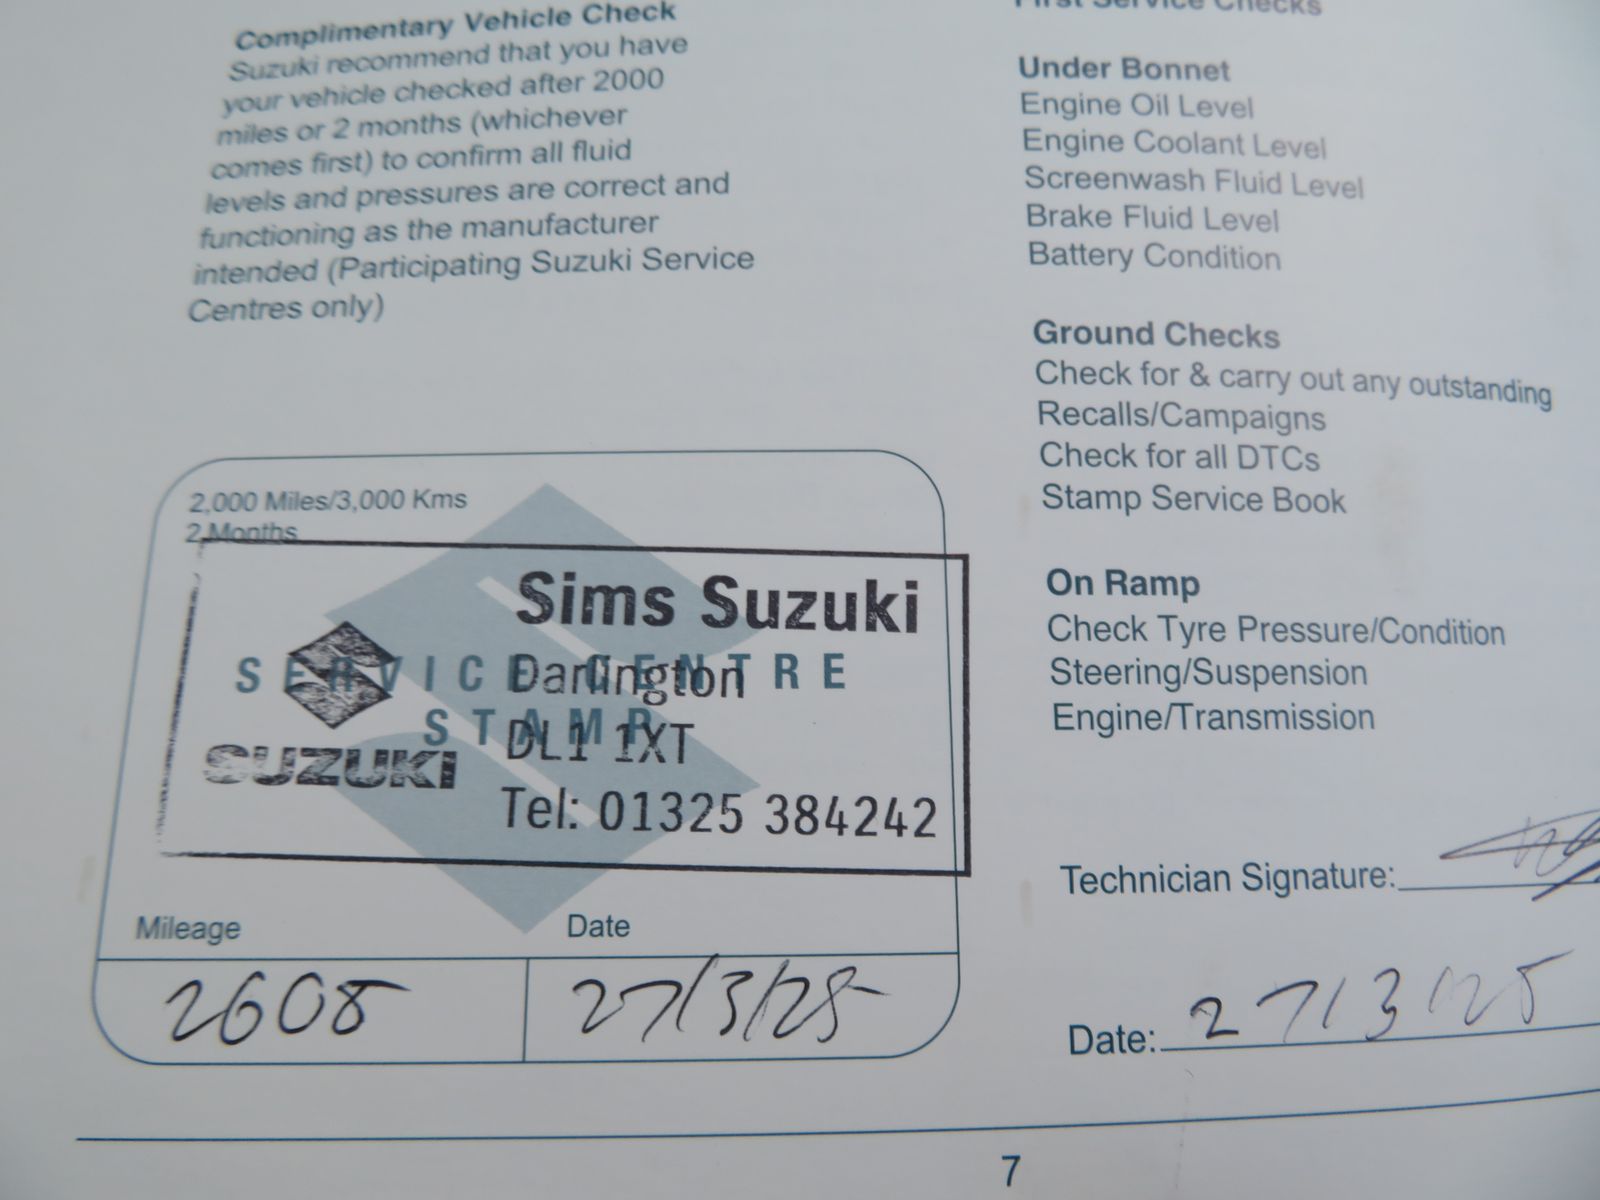 Complimentary Vehicle Check
Suzuki recommend that you have
your vehicle checked after 2000
miles or 2 months (whichever
comes first) to confirm all fluid
levels and pressures are correct and
functioning as the manufacturer
intended (Participating Suzuki Service
Centres only)
2,000 Miles/3,000 Kms
2 Months
SERVICE CENTRE
STAMP
SUZUKI
Sims Suzuki
Darlington
DL1 1XT
Tel: 01325 384242
Mileage
Date
2608
27/3/25
First Service Checks
Under Bonnet
Engine Oil Level
Engine Coolant Level
Screenwash Fluid Level
Brake Fluid Level
Battery Condition
Ground Checks
Check for & carry out any outstanding
Recalls/Campaigns
Check for all DTCs
Stamp Service Book
On Ramp
Check Tyre Pressure/Condition
Steering/Suspension
Engine/Transmission
Technician Signature:
Date: 27/3/25
7